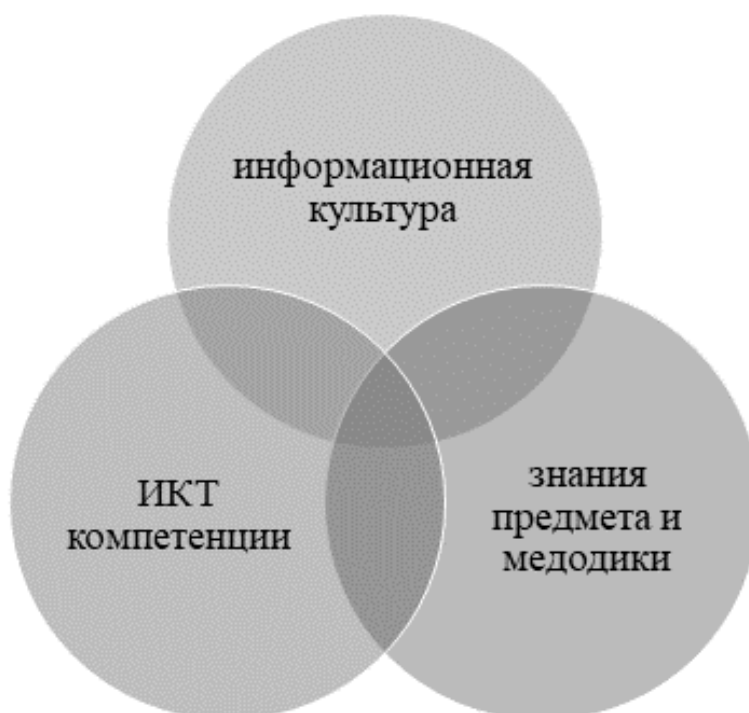 информационная
культура
ИКТ
компетенции
знания
предмета и
медодики